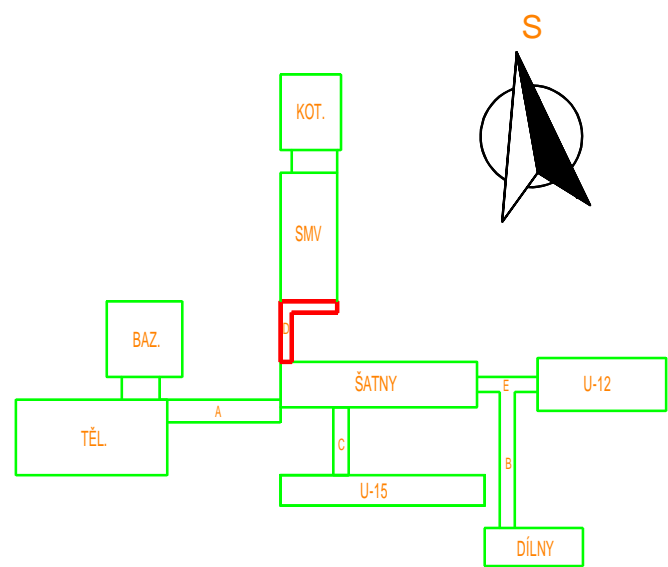 S
KOT.
SMV
D
BAZ.
ŠATNY
E
U-12
A
TĚL.
C
B
U-15
DÍLNY